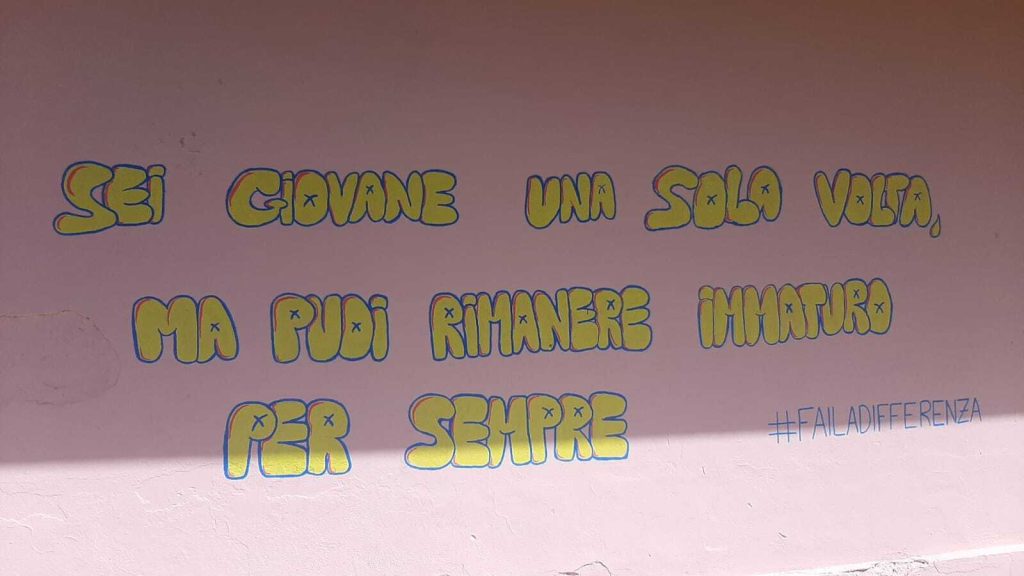 SEI GIOVANE UNA SOLA VOLTA,
MA PUOI RIMANERE IMMATURO
PER SEMPRE
#FAILADIFFERENZA